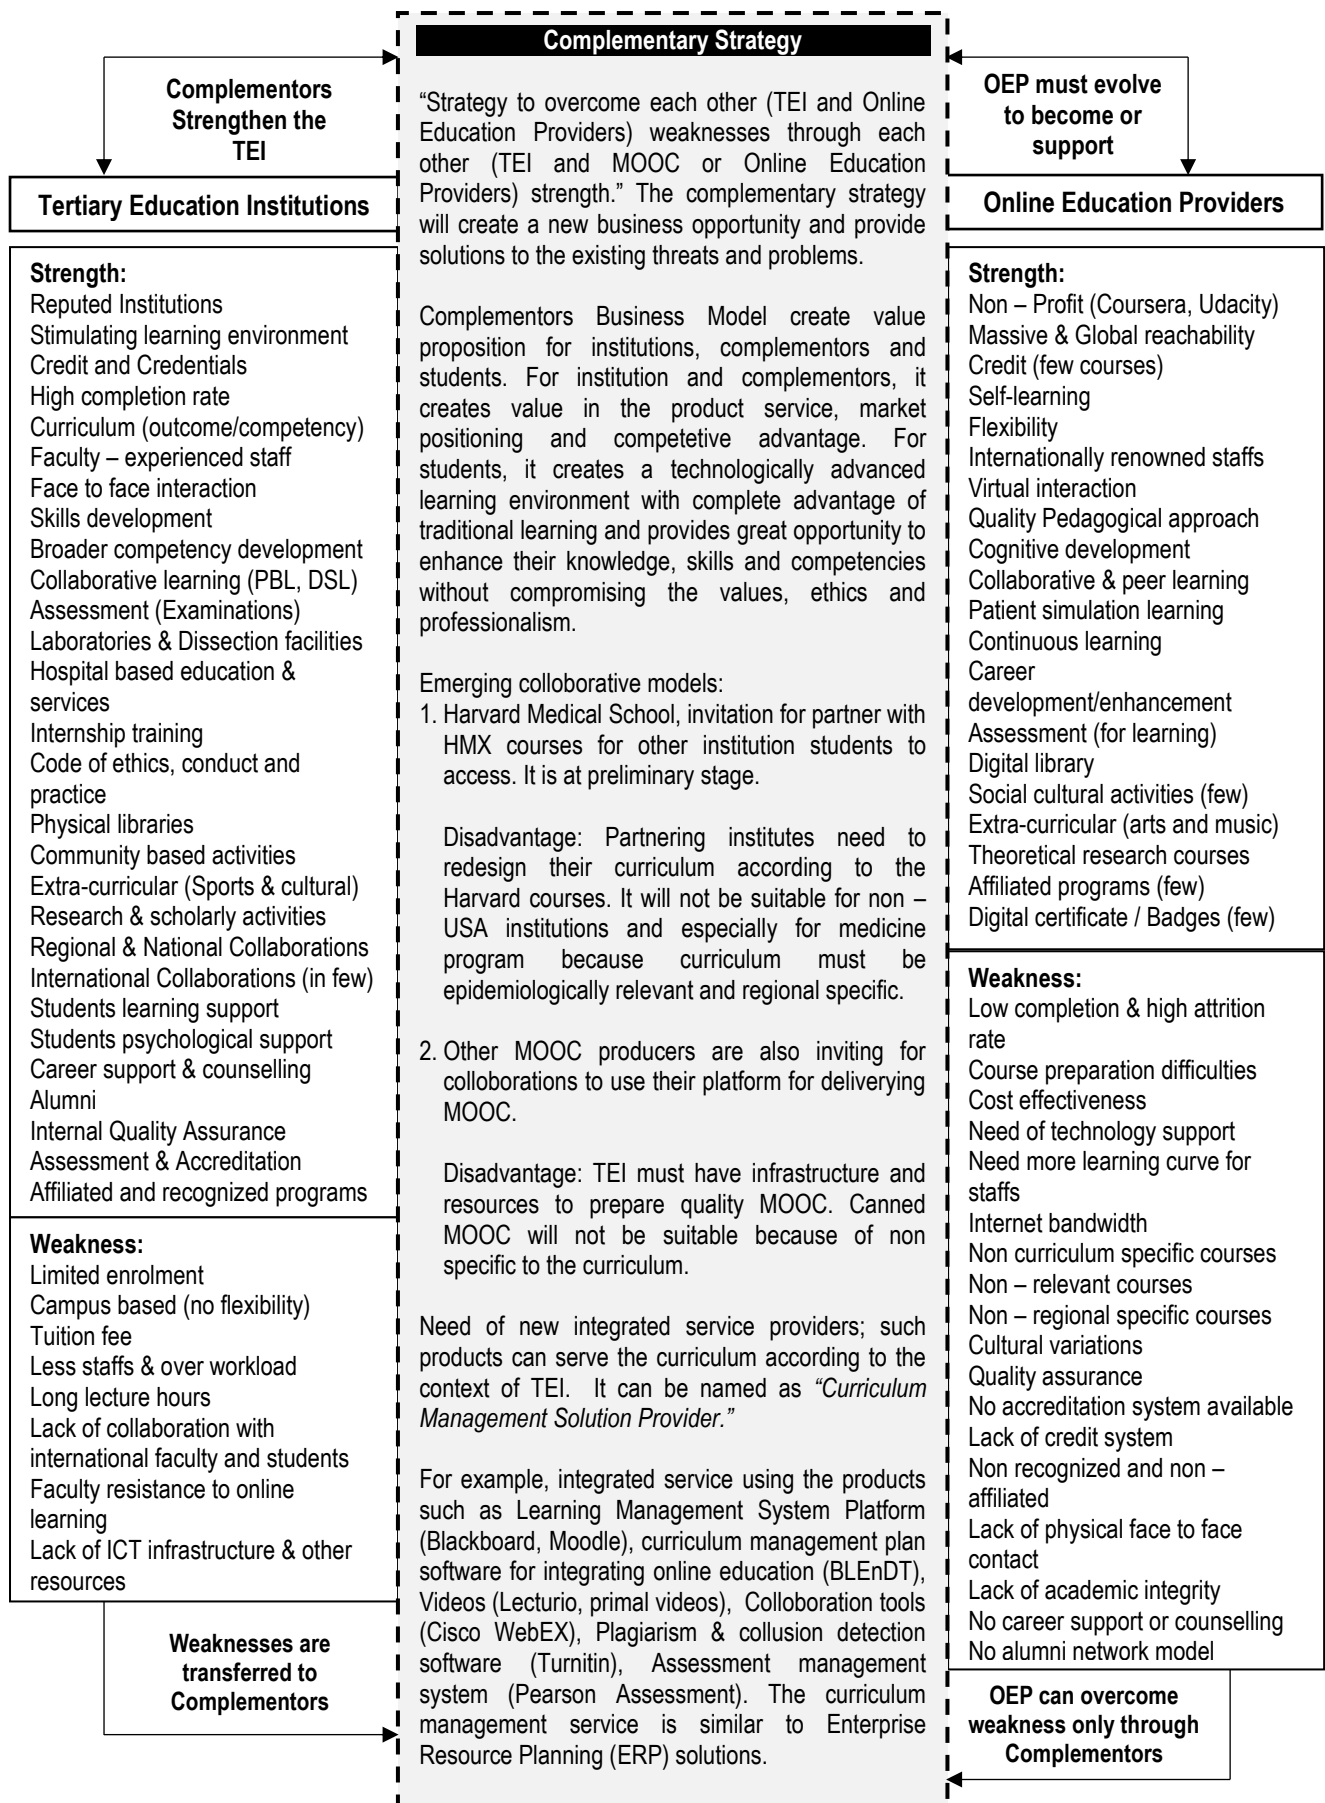 Complementary Strategy
Complementors
Strengthen the
TEI
OEP must evolve
to become or
support
Tertiary Education Institutions
Online Education Providers
Strength:
Reputed Institutions
Stimulating learning environment
Credit and Credentials
High completion rate
Curriculum (outcome/competency)
Faculty – experienced staff
Face to face interaction
Skills development
Broader competency development
Collaborative learning (PBL, DSL)
Assessment (Examinations)
Laboratories & Dissection facilities
Hospital based education &
services
Internship training
Code of ethics, conduct and
practice
Physical libraries
Community based activities
Extra-curricular (Sports & cultural)
Research & scholarly activities
Regional & National Collaborations
International Collaborations (in few)
Students learning support
Students psychological support
Career support & counselling
Alumni
Internal Quality Assurance
Assessment & Accreditation
Affiliated and recognized programs
Weakness:
Limited enrolment
Campus based (no flexibility)
Tuition fee
Less staffs & over workload
Long lecture hours
Lack of collaboration with
international faculty and students
Faculty resistance to online
learning
Lack of ICT infrastructure & other
resources
Weaknesses are
transferred to
Complementors
“Strategy to overcome each other (TEI and Online
Education Providers) weaknesses through each
other (TEI and MOOC or Online Education
Providers) strength.” The complementary strategy
will create a new business opportunity and provide
solutions to the existing threats and problems.
Complementors Business Model create value
proposition for institutions, complementors and
students. For institution and complementors, it
creates value in the product service, market
positioning and competetive advantage. For
students, it creates a technologically advanced
learning environment with complete advantage of
traditional learning and provides great opportunity to
enhance their knowledge, skills and competencies
without compromising the values, ethics and
professionalism.
Emerging colloborative models:
1. Harvard Medical School, invitation for partner with
HMX courses for other institution students to
access. It is at preliminary stage.
Disadvantage: Partnering institutes need to
redesign their curriculum according to the
Harvard courses. It will not be suitable for non –
USA institutions and especially for medicine
program because curriculum must be
epidemiologically relevant and regional specific.
2. Other MOOC producers are also inviting for
colloborations to use their platform for deliverying
MOOC.
Disadvantage: TEI must have infrastructure and
resources to prepare quality MOOC. Canned
MOOC will not be suitable because of non
specific to the curriculum.
Need of new integrated service providers; such
products can serve the curriculum according to the
context of TEI. It can be named as “Curriculum
Management Solution Provider.”
For example, integrated service using the products
such as Learning Management System Platform
(Blackboard, Moodle), curriculum management plan
software for integrating online education (BLEnDT),
Videos (Lecturio, primal videos), Colloboration tools
(Cisco WebEX), Plagiarism & collusion detection
software (Turnitin), Assessment management
system (Pearson Assessment). The curriculum
management service is similar to Enterprise
Resource Planning (ERP) solutions.
Strength:
Non – Profit (Coursera, Udacity)
Massive & Global reachability
Credit (few courses)
Self-learning
Flexibility
Internationally renowned staffs
Virtual interaction
Quality Pedagogical approach
Cognitive development
Collaborative & peer learning
Patient simulation learning
Continuous learning
Career
development/enhancement
Assessment (for learning)
Digital library
Social cultural activities (few)
Extra-curricular (arts and music)
Theoretical research courses
Affiliated programs (few)
Digital certificate / Badges (few)
Weakness:
Low completion & high attrition
rate
Course preparation difficulties
Cost effectiveness
Need of technology support
Need more learning curve for
staffs
Internet bandwidth
Non curriculum specific courses
Non – relevant courses
Non – regional specific courses
Cultural variations
Quality assurance
No accreditation system available
Lack of credit system
Non recognized and non –
affiliated
Lack of physical face to face
contact
Lack of academic integrity
No career support or counselling
No alumni network model
OEP can overcome
weakness only through
Complementors